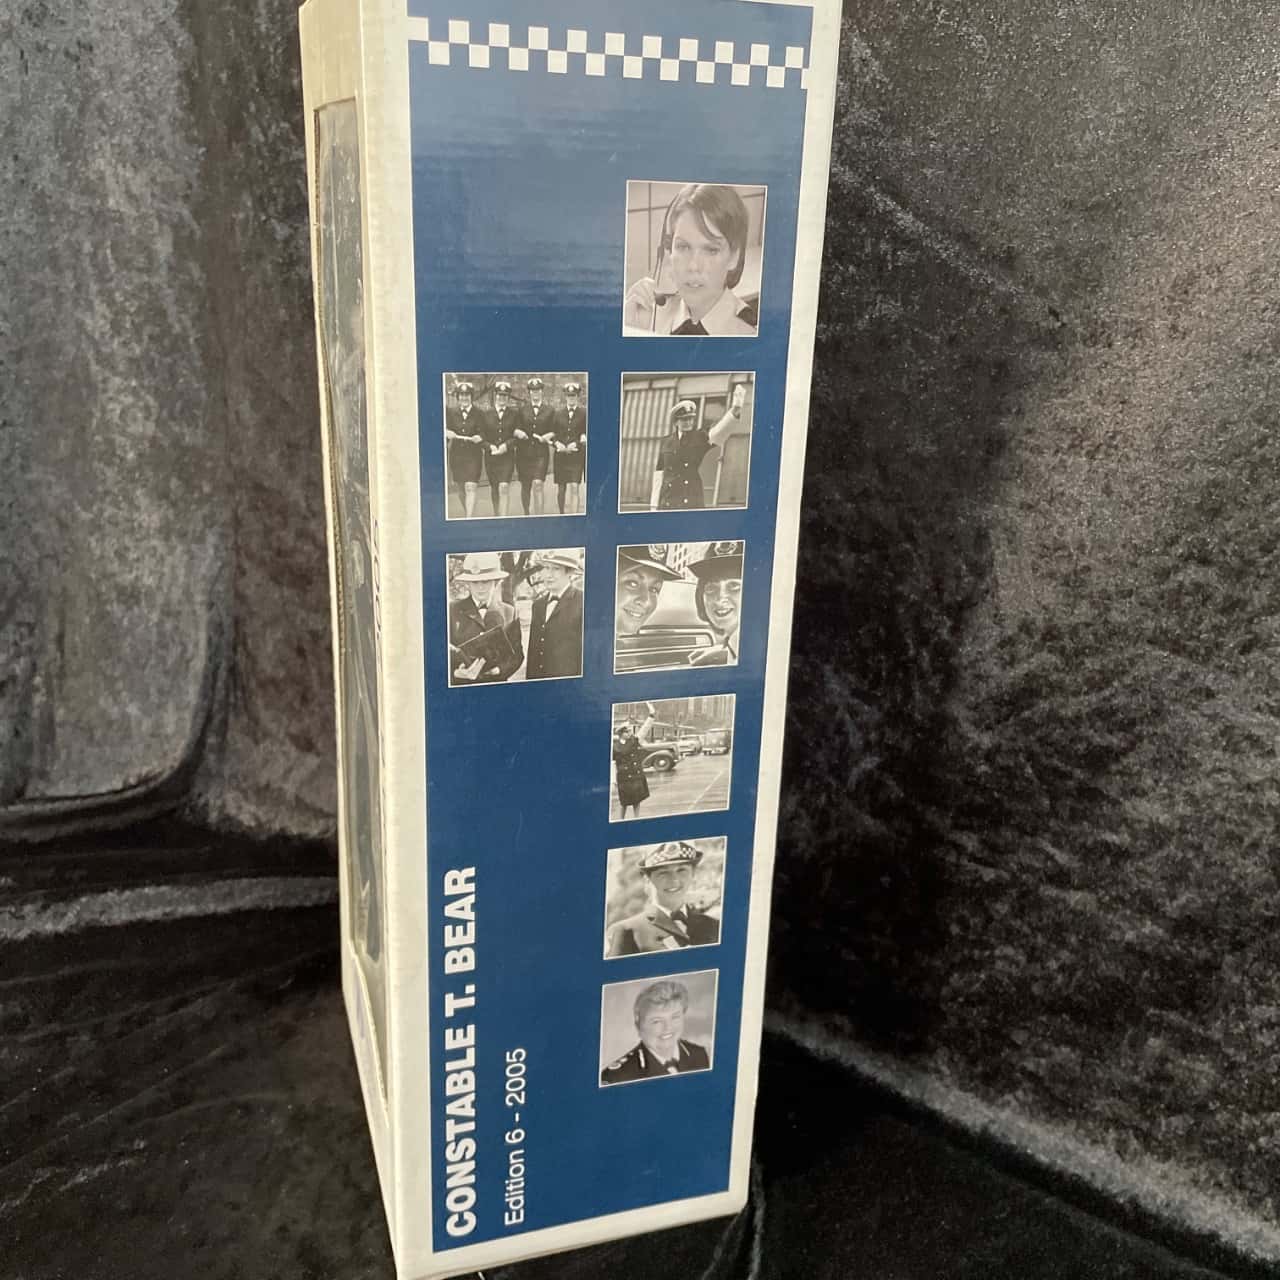 CONSTABLE T. BEAR
Edition 6 - 2005